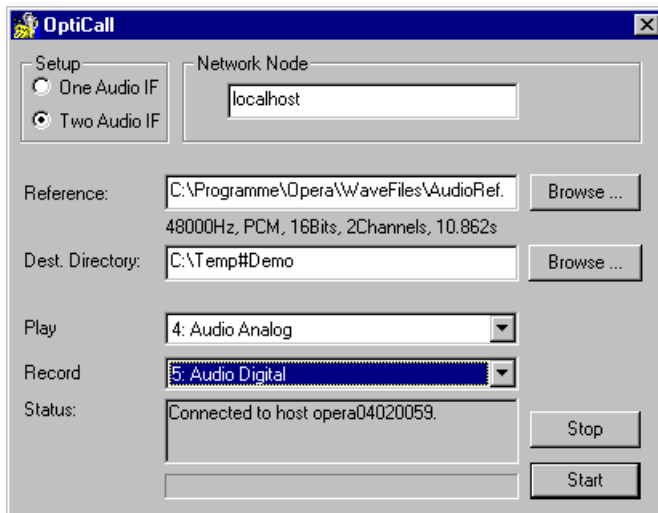 OptiCall
Setup
One Audio IF
Two Audio IF
Network Node
localhost
Reference:
C:\Programme\Opera\WaveFiles\AudioRef.
Browse ...
48000Hz, PCM, 16Bits, 2Channels, 10.862s
Dest. Directory:
C:\Temp#Demo
Browse ...
Play
4: Audio Analog
Record
5: Audio Digital
Status:
Connected to host opera04020059.
Stop
Start